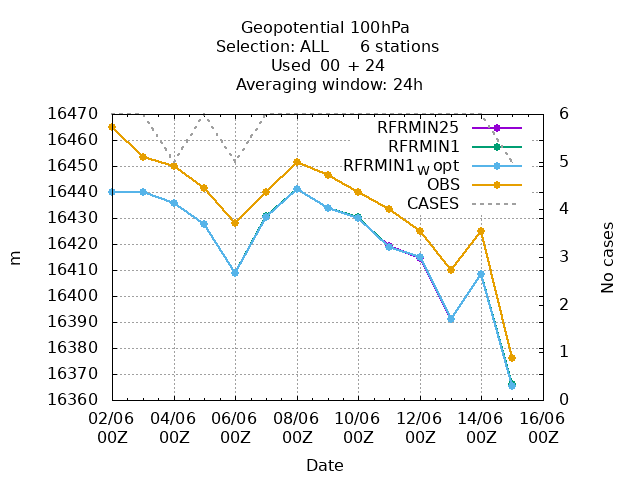 Geopotential 100hPa
Selection: ALL 6 stations
Used 00 + 24
Averaging window: 24h
RFRMIN25
RFRMIN1
RFRMIN1w opt
OBS
CASES
16470
16460
16450
16440
16430
16420
16410
16400
16390
16380
16370
16360
m
6
5
4
3
2
1
0
No cases
02/06 04/06 06/06 08/06 10/06 12/06 14/06 16/06
00Z 00Z 00Z 00Z 00Z 00Z 00Z 00Z
Date